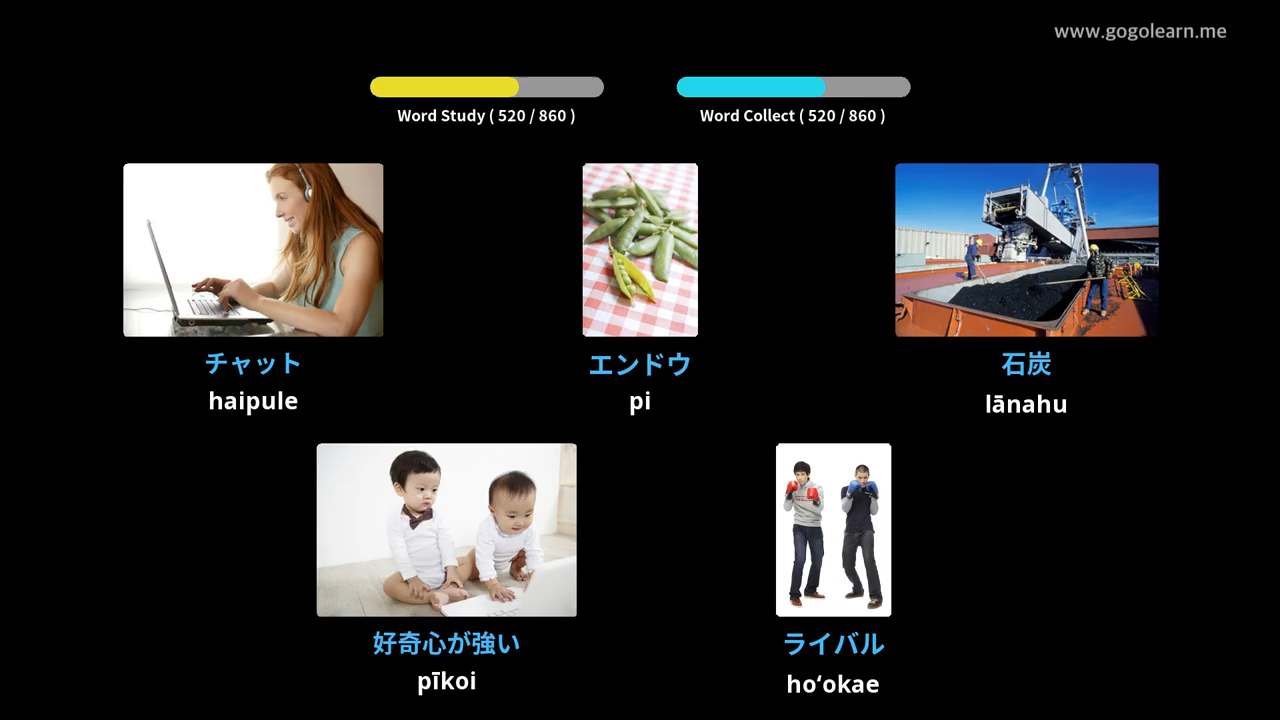 www.gogolearn.me
Word Study ( 520 / 860 )
Word Collect ( 520 / 860 )
チャット
haipule
エンドウ
pi
石炭
lānahu
好奇心が強い
pīkoi
ライバル
hoʻokae